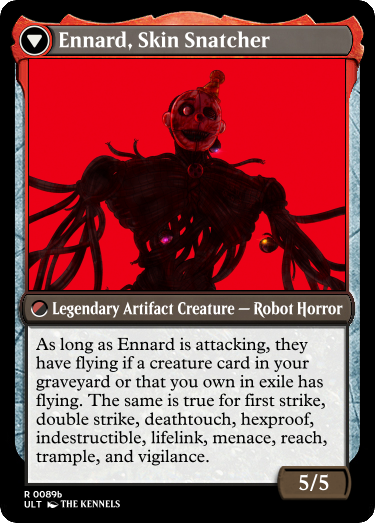 Ennard, Skin Snatcher
Legendary Artifact Creature — Robot Horror
As long as Ennard is attacking, they
have flying if a creature card in your
graveyard or that you own in exile has
flying. The same is true for first strike,
double strike, deathtouch, hexproof,
indestructible, lifelink, menace, reach,
trample, and vigilance.
5/5
R 0089b
ULT THE KENNELS